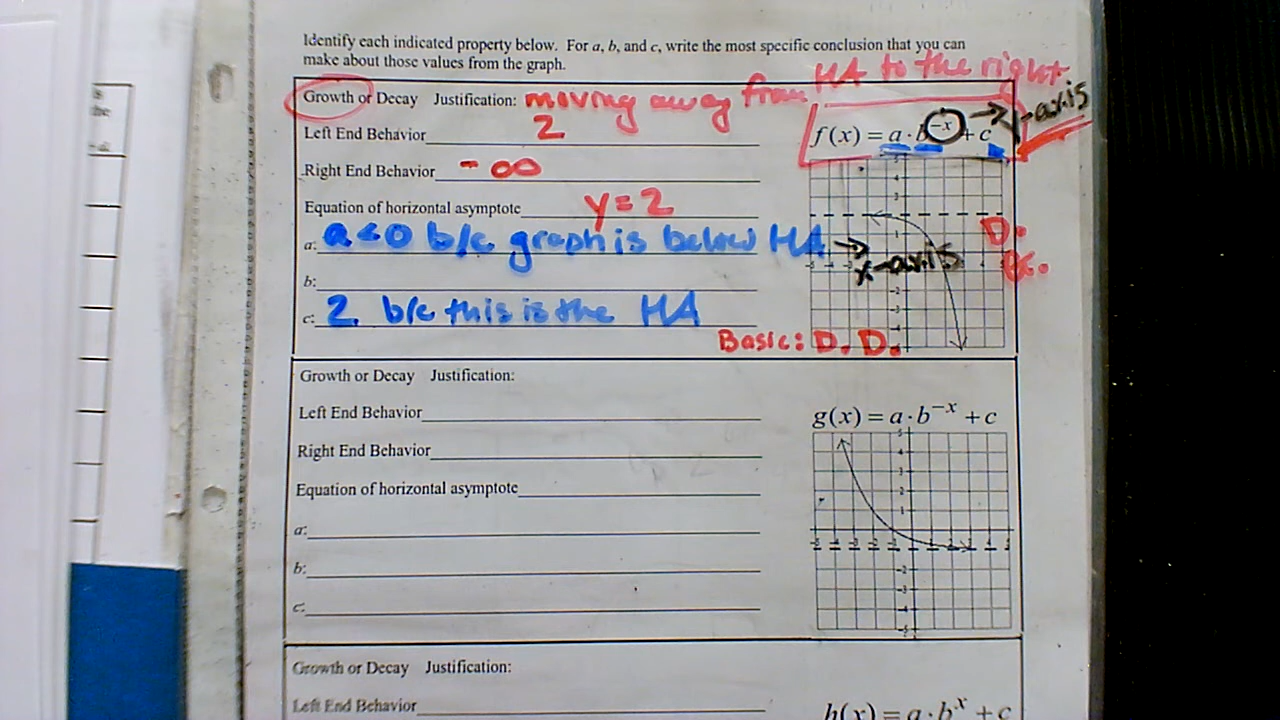 Identify each indicated property below. For a, b, and c, write the most specific conclusion that you can
make about those values from the graph.
HA to the right
Growth or Decay Justification: moving away from
Left End Behavior 2
f(x) = a · b^-x + c
-axis
Right End Behavior -∞
Equation of horizontal asymptote y = 2
a: a<0 b/c graph is below HA
x-axis
D.
b:
c: 2 b/c this is the HA
Basic: D. D.
Growth or Decay Justification:
Left End Behavior
g(x) = a · b^-x + c
Right End Behavior
Equation of horizontal asymptote
a:
b:
c:
Growth or Decay Justification:
Left End Behavior
h(x) = a · b^x + c